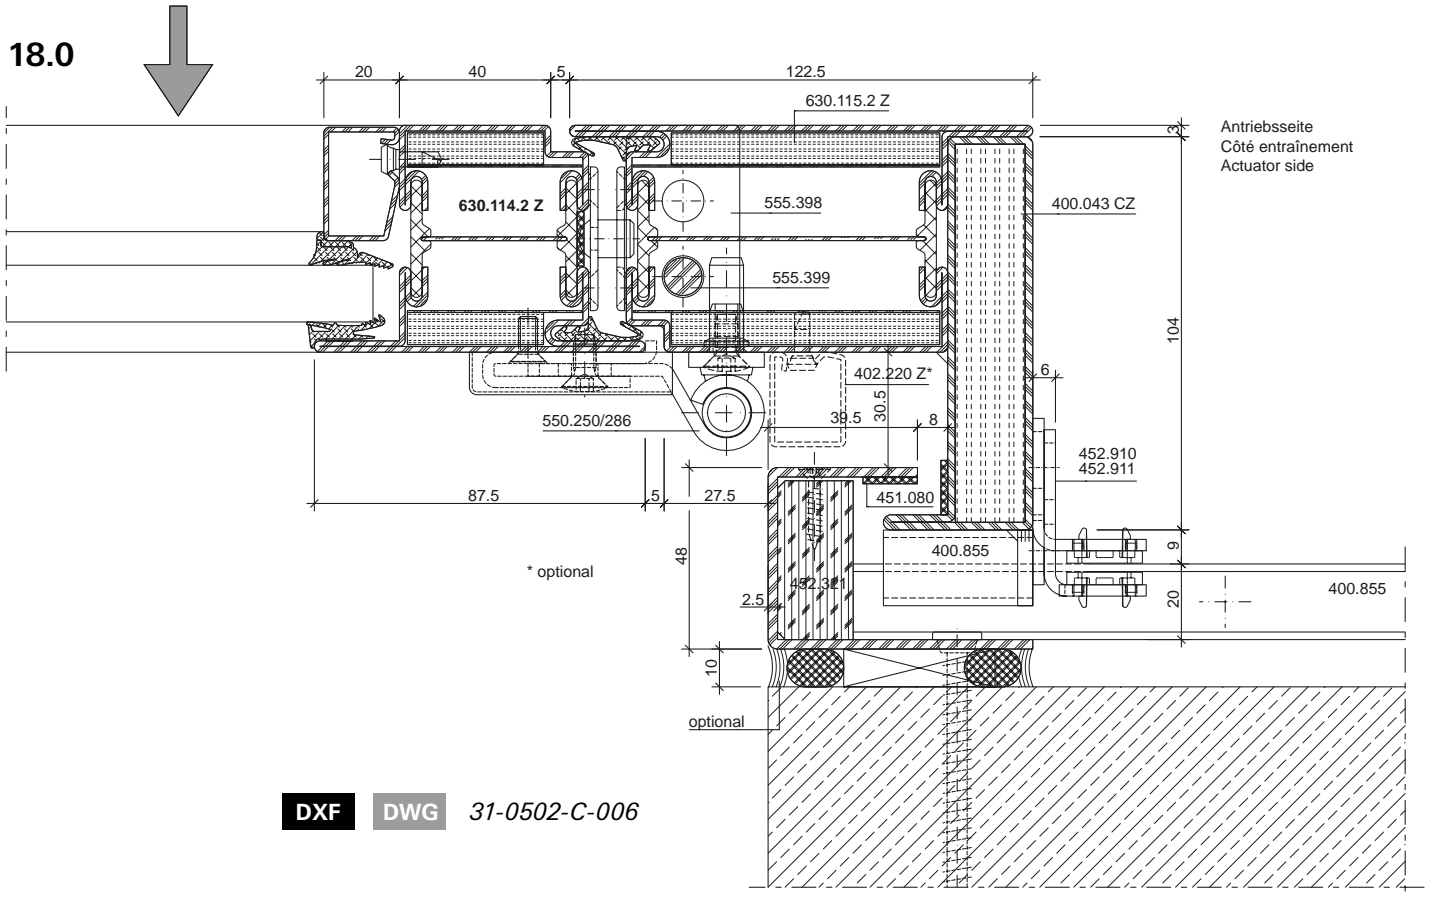 18.0
20
40
5
122.5
630.115.2 Z
3
Antriebsseite
Côté entraînement
Actuator side
630.114.2 Z
555.398
400.043 CZ
555.399
104
402.220 Z*
6
30.5
550.250/286
39.5
8
452.910
452.911
87.5
5
27.5
451.080
48
400.855
9
* optional
452.321
400.855
2.5
20
10
optional
DXF DWG 31-0502-C-006